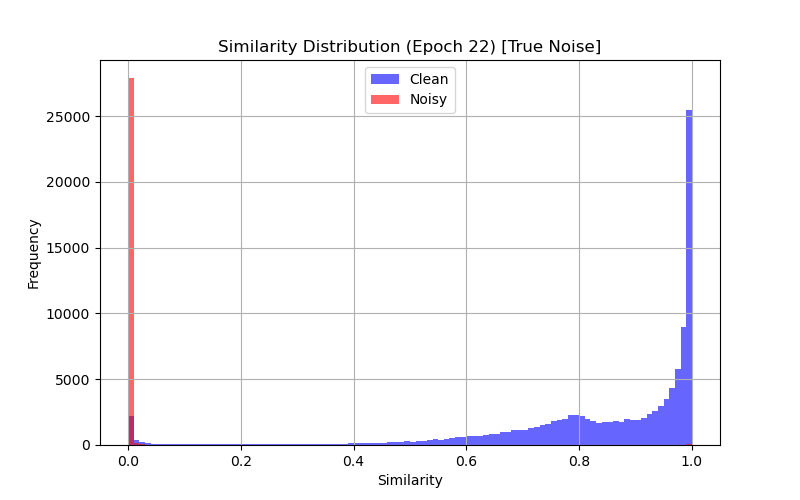 Similarity Distribution (Epoch 22) [True Noise]
Clean
Noisy
Frequency
25000
20000
15000
10000
5000
0
0.0 0.2 0.4 0.6 0.8 1.0
Similarity